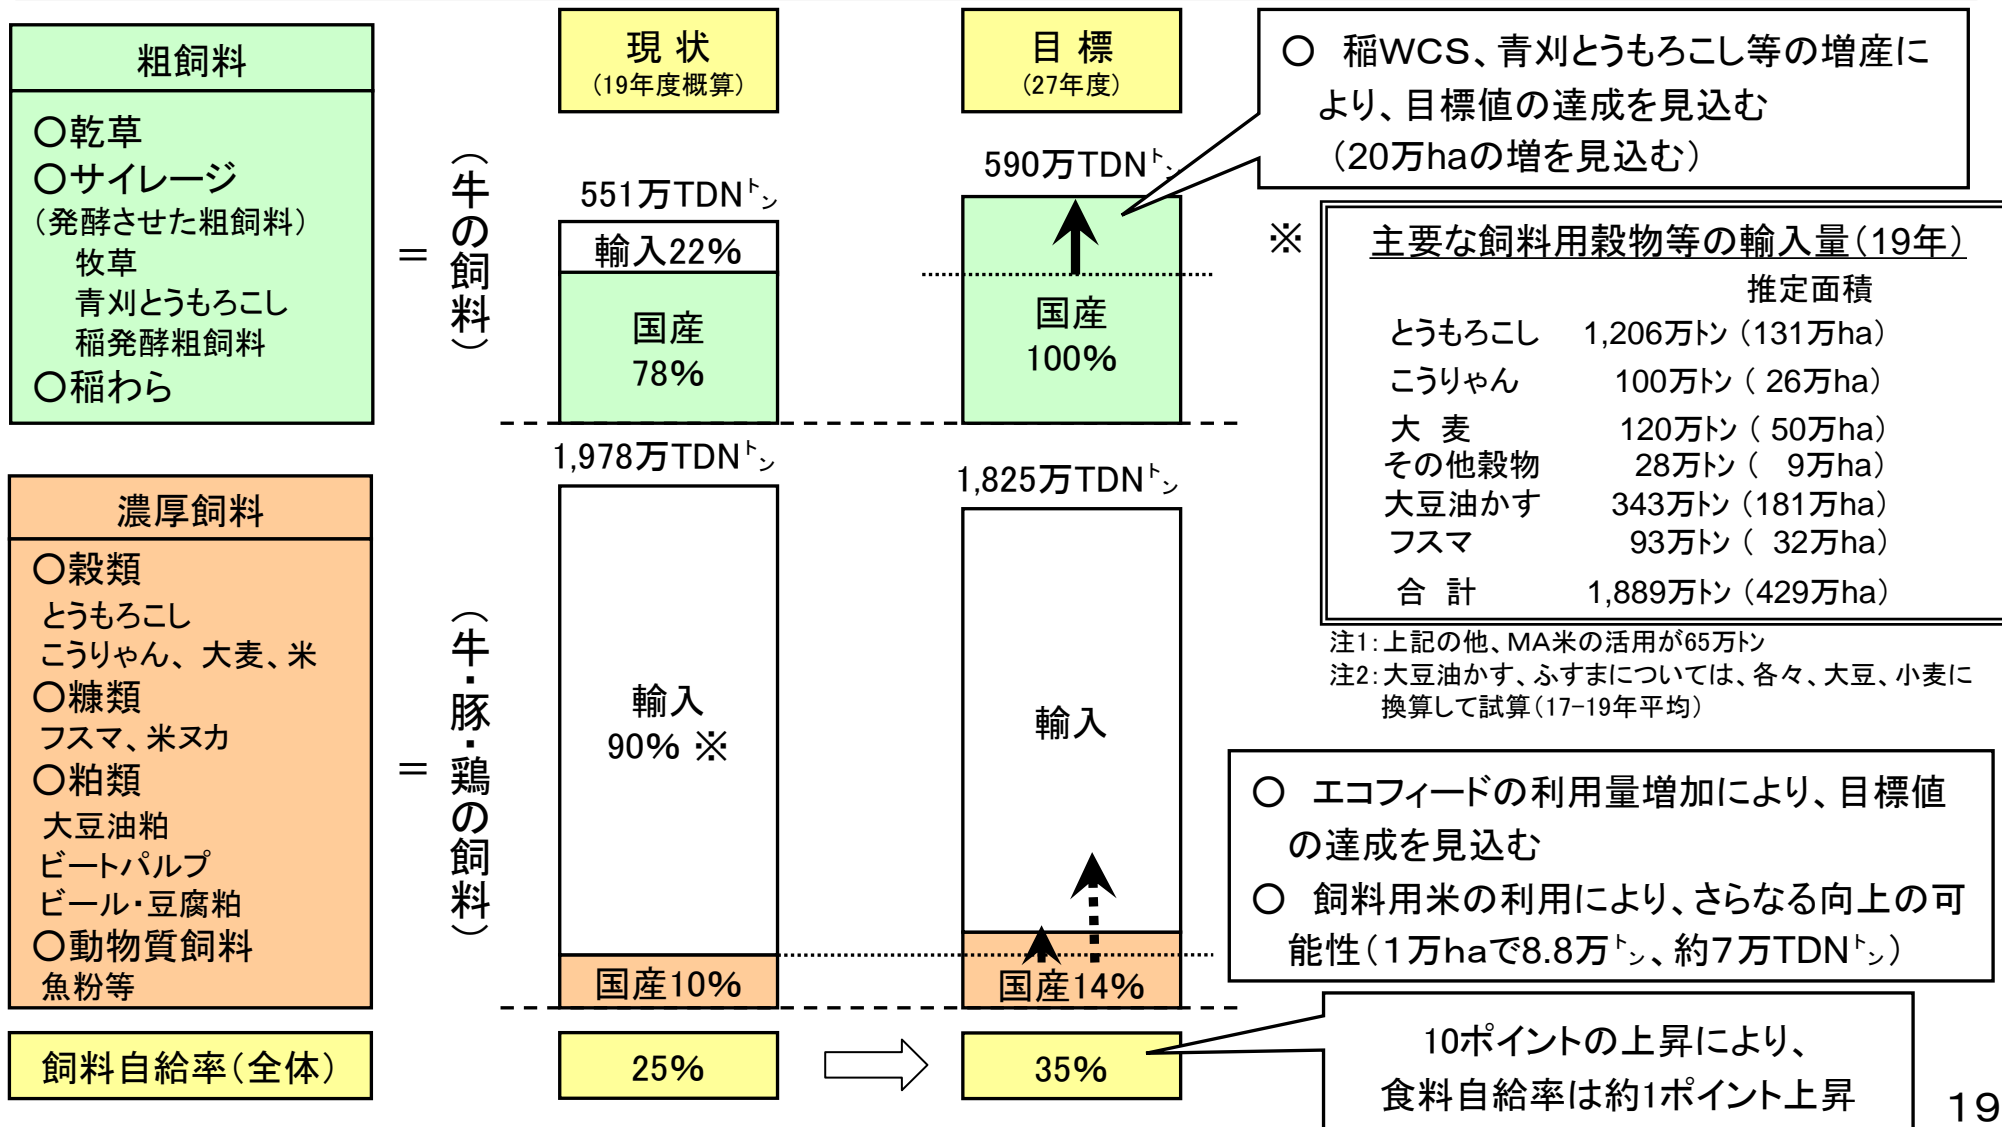 粗飼料
〇乾草
〇サイレージ
(発酵させた粗飼料)
牧草
青刈とうもろこし
稲発酵粗飼料
〇稲わら
=
(牛の飼料)
現 状
(19年度概算)
551万TDNトン
輸入22%
国産
78%
目 標
(27年度)
590万TDNトン
国産
100%
〇 稲WCS、青刈とうもろこし等の増産に
より、目標値の達成を見込む
(20万haの増を見込む)
※
主要な飼料用穀物等の輸入量(19年)
推定面積
とうもろこし 1,206万トン (131万ha)
こうりゃん 100万トン ( 26万ha)
大 麦 120万トン ( 50万ha)
その他穀物 28万トン ( 9万ha)
大豆油かす 343万トン (181万ha)
フスマ 93万トン ( 32万ha)
合 計 1,889万トン (429万ha)
注1:上記の他、MA米の活用が65万トン
注2:大豆油かす、ふすまについては、各々、大豆、小麦に
換算して試算(17-19年平均)
濃厚飼料
〇穀類
とうもろこし
こうりゃん、大麦、米
〇糠類
フスマ、米ヌカ
〇粕類
大豆油粕
ビートパルプ
ビール・豆腐粕
〇動物質飼料
魚粉等
=
(牛・豚・鶏の飼料)
1,978万TDNトン
輸入
90% ※
国産10%
1,825万TDNトン
輸入
国産14%
〇 エコフィードの利用量増加により、目標値
の達成を見込む
〇 飼料用米の利用により、さらなる向上の可
能性(1万haで8.8万トン、約7万TDNトン)
飼料自給率(全体)
25%
35%
10ポイントの上昇により、
食料自給率は約1ポイント上昇
19